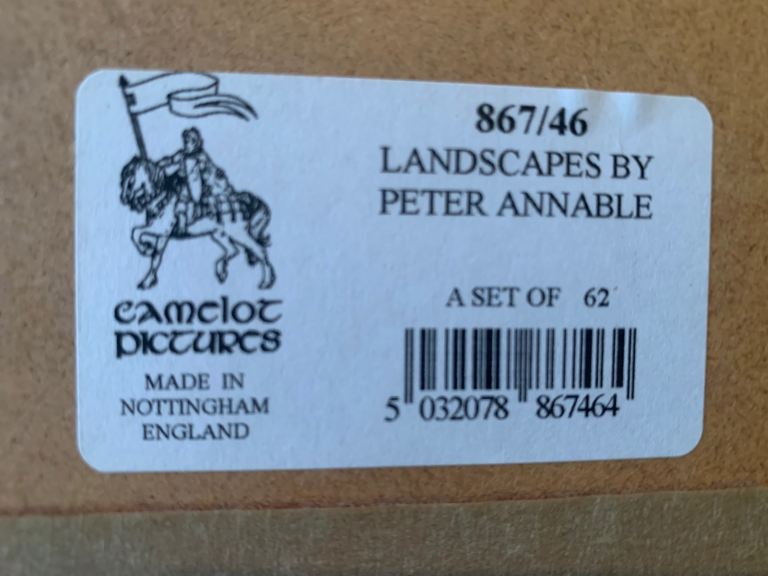 867/46
LANDSCAPES BY
PETER ANNABLE
A SET OF 62
5 032078 867464
camelot
pictures
MADE IN
NOTTINGHAM
ENGLAND